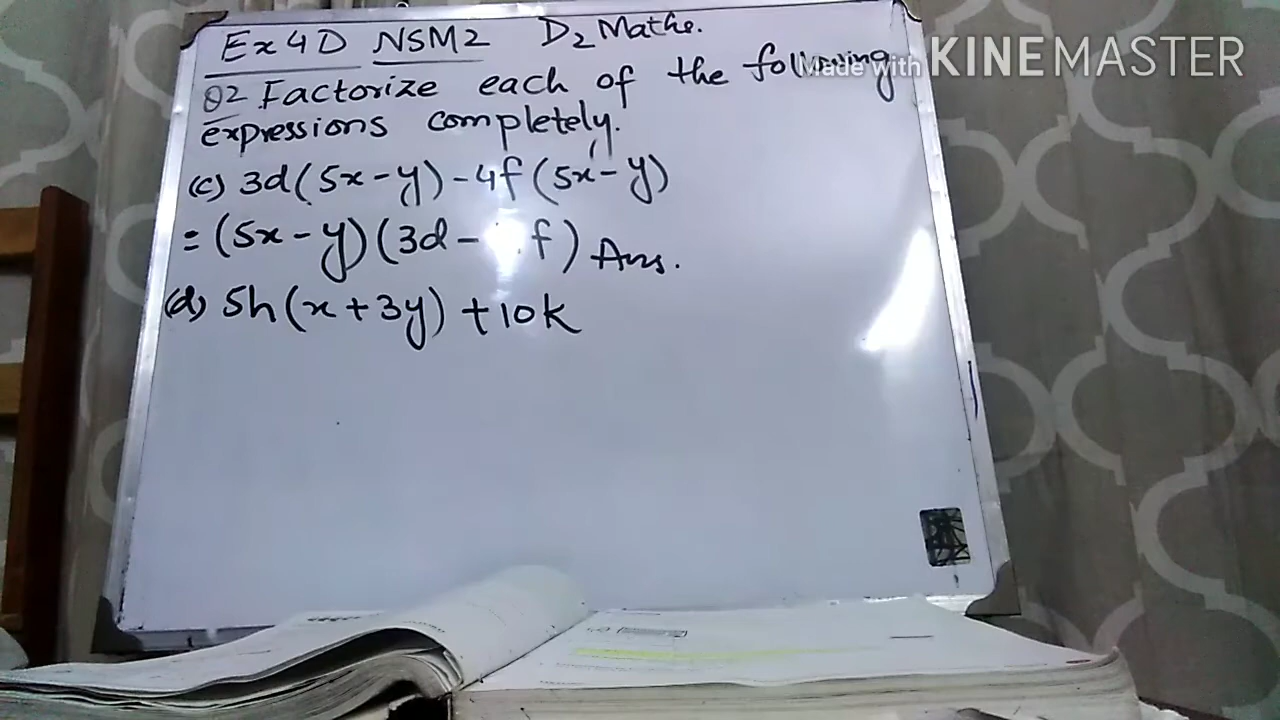 Ex 4D NSM2 D2 Maths.
Made with KINEMASTER
Q2 Factorize each of the following
expressions completely.
(c) 3d(5x-y)-4f(5x-y)
=(5x-y)(3d- f) Ans.
(d) 5h(x+3y)+10k